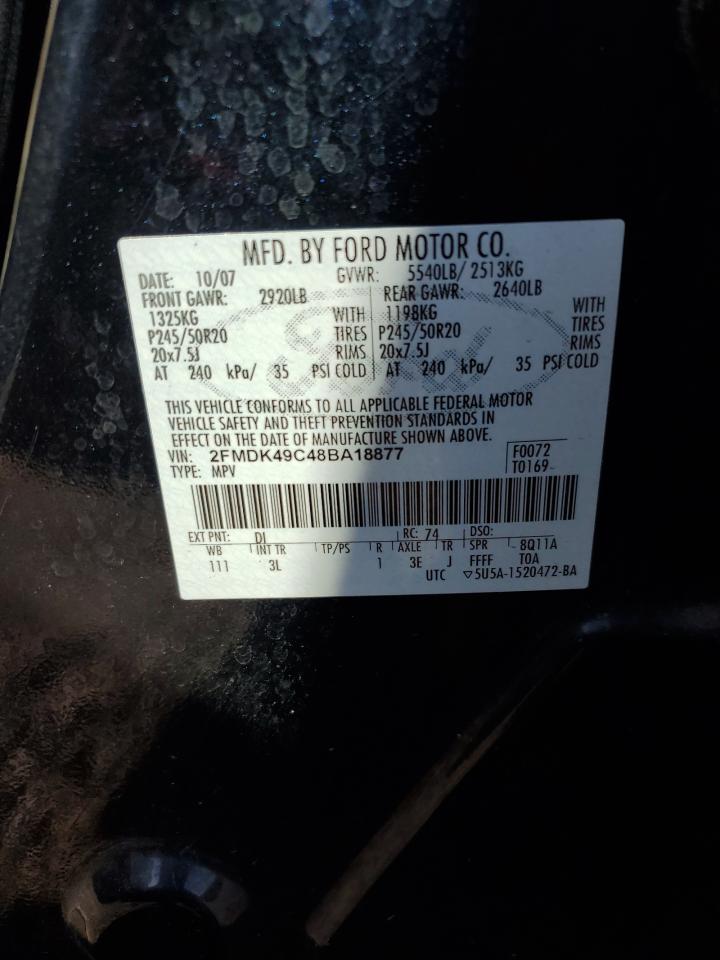 MFD. BY FORD MOTOR CO.
DATE: 10/07 GVWR: 5540LB/ 2513KG
FRONT GAWR: 2920LB REAR GAWR: 2640LB
1325KG WITH 1198KG WITH
P245/50R20 TIRES P245/50R20 TIRES
20x7.5J RIMS 20x7.5J RIMS
AT 240 kPa/ 35 PSI COLD AT 240 kPa/ 35 PSI COLD
THIS VEHICLE CONFORMS TO ALL APPLICABLE FEDERAL MOTOR
VEHICLE SAFETY AND THEFT PREVENTION STANDARDS IN
EFFECT ON THE DATE OF MANUFACTURE SHOWN ABOVE.
VIN: 2FMDK49C48BA18877 F0072
TYPE: MPV T0169
EXT PNT: DI RC: 74 DSO:
WB INT TR TP/PS R AXLE TR SPR 8Q11A
111 3L 1 3E J FFFF T0A
UTC ▽5U5A-1520472-BA